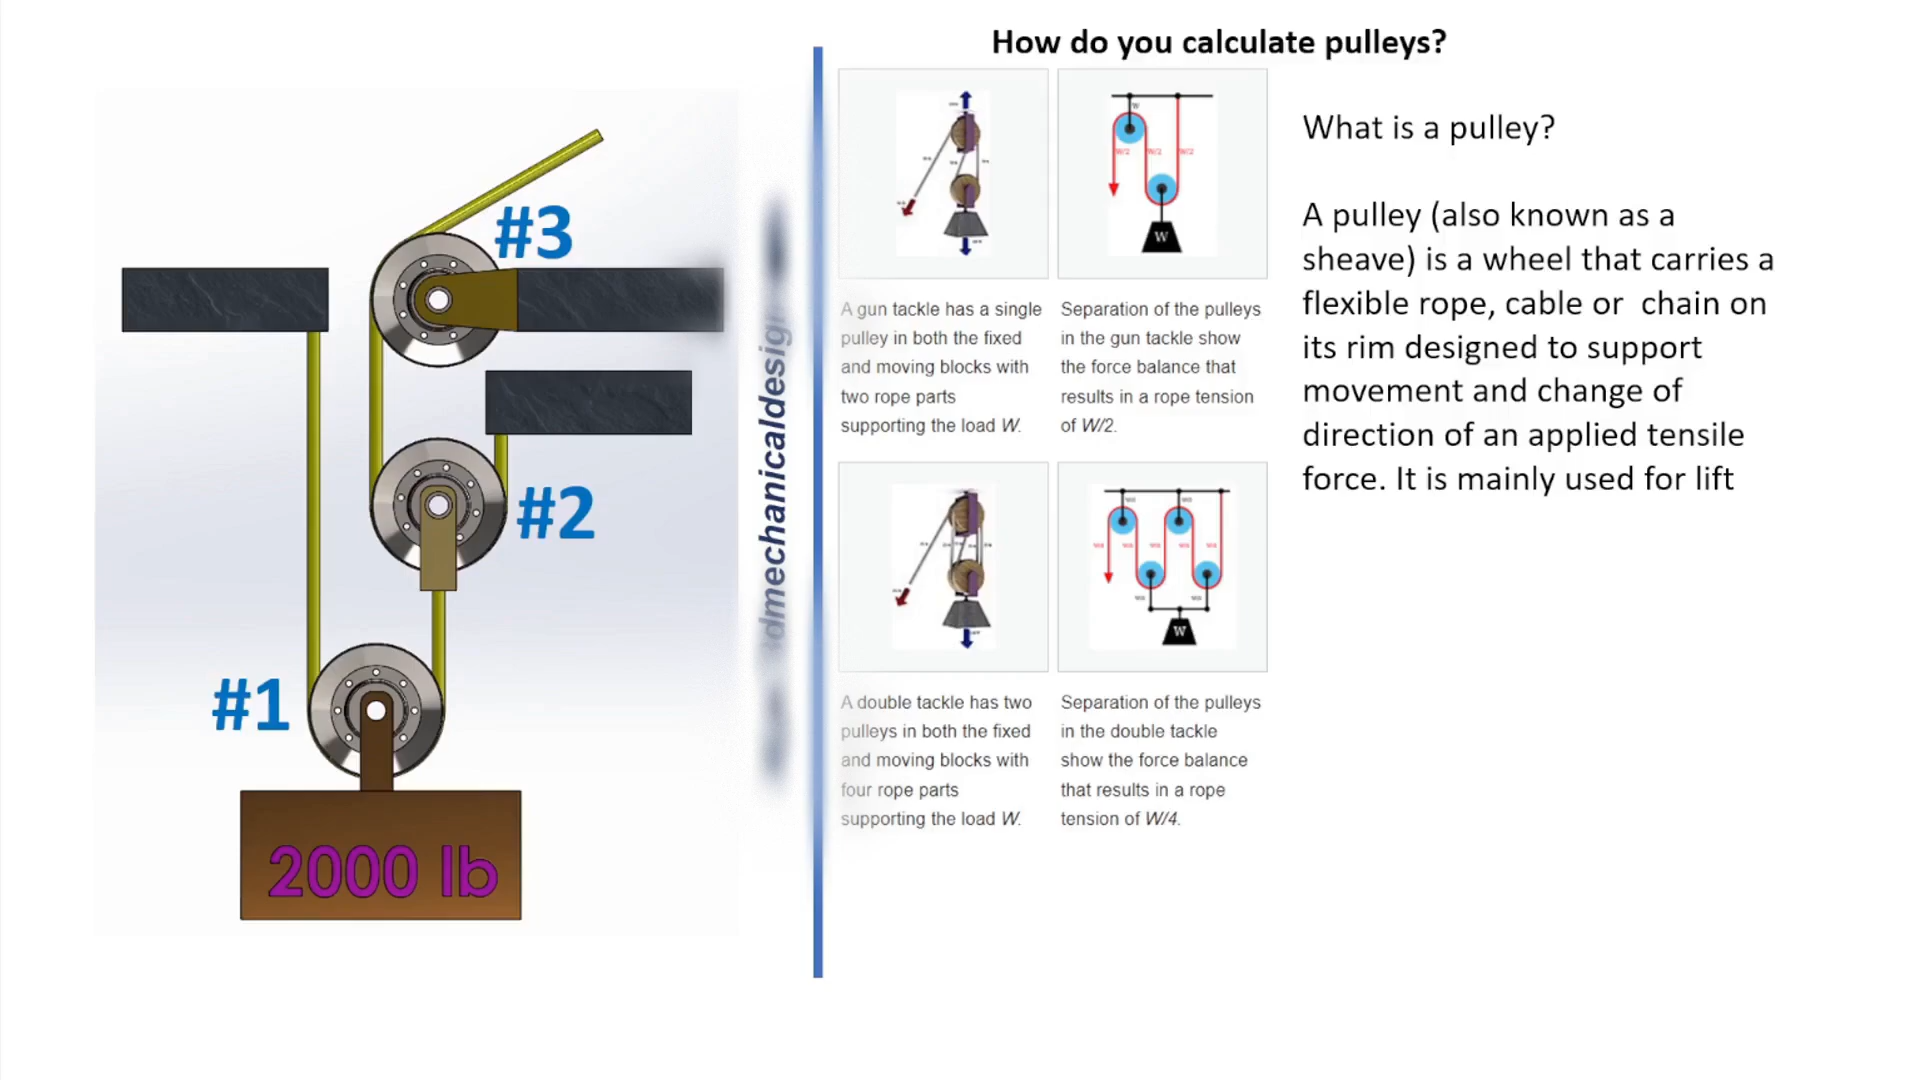 How do you calculate pulleys?
#3
#2
#1
2000 lb
dmechanicaldesign
W
W/2
W/2
W/2
W
A gun tackle has a single
pulley in both the fixed
and moving blocks with
two rope parts
supporting the load W.
Separation of the pulleys
in the gun tackle show
the force balance that
results in a rope tension
of W/2.
W
A double tackle has two
pulleys in both the fixed
and moving blocks with
four rope parts
supporting the load W.
Separation of the pulleys
in the double tackle
show the force balance
that results in a rope
tension of W/4.
What is a pulley?
A pulley (also known as a
sheave) is a wheel that carries a
flexible rope, cable or chain on
its rim designed to support
movement and change of
direction of an applied tensile
force. It is mainly used for lift